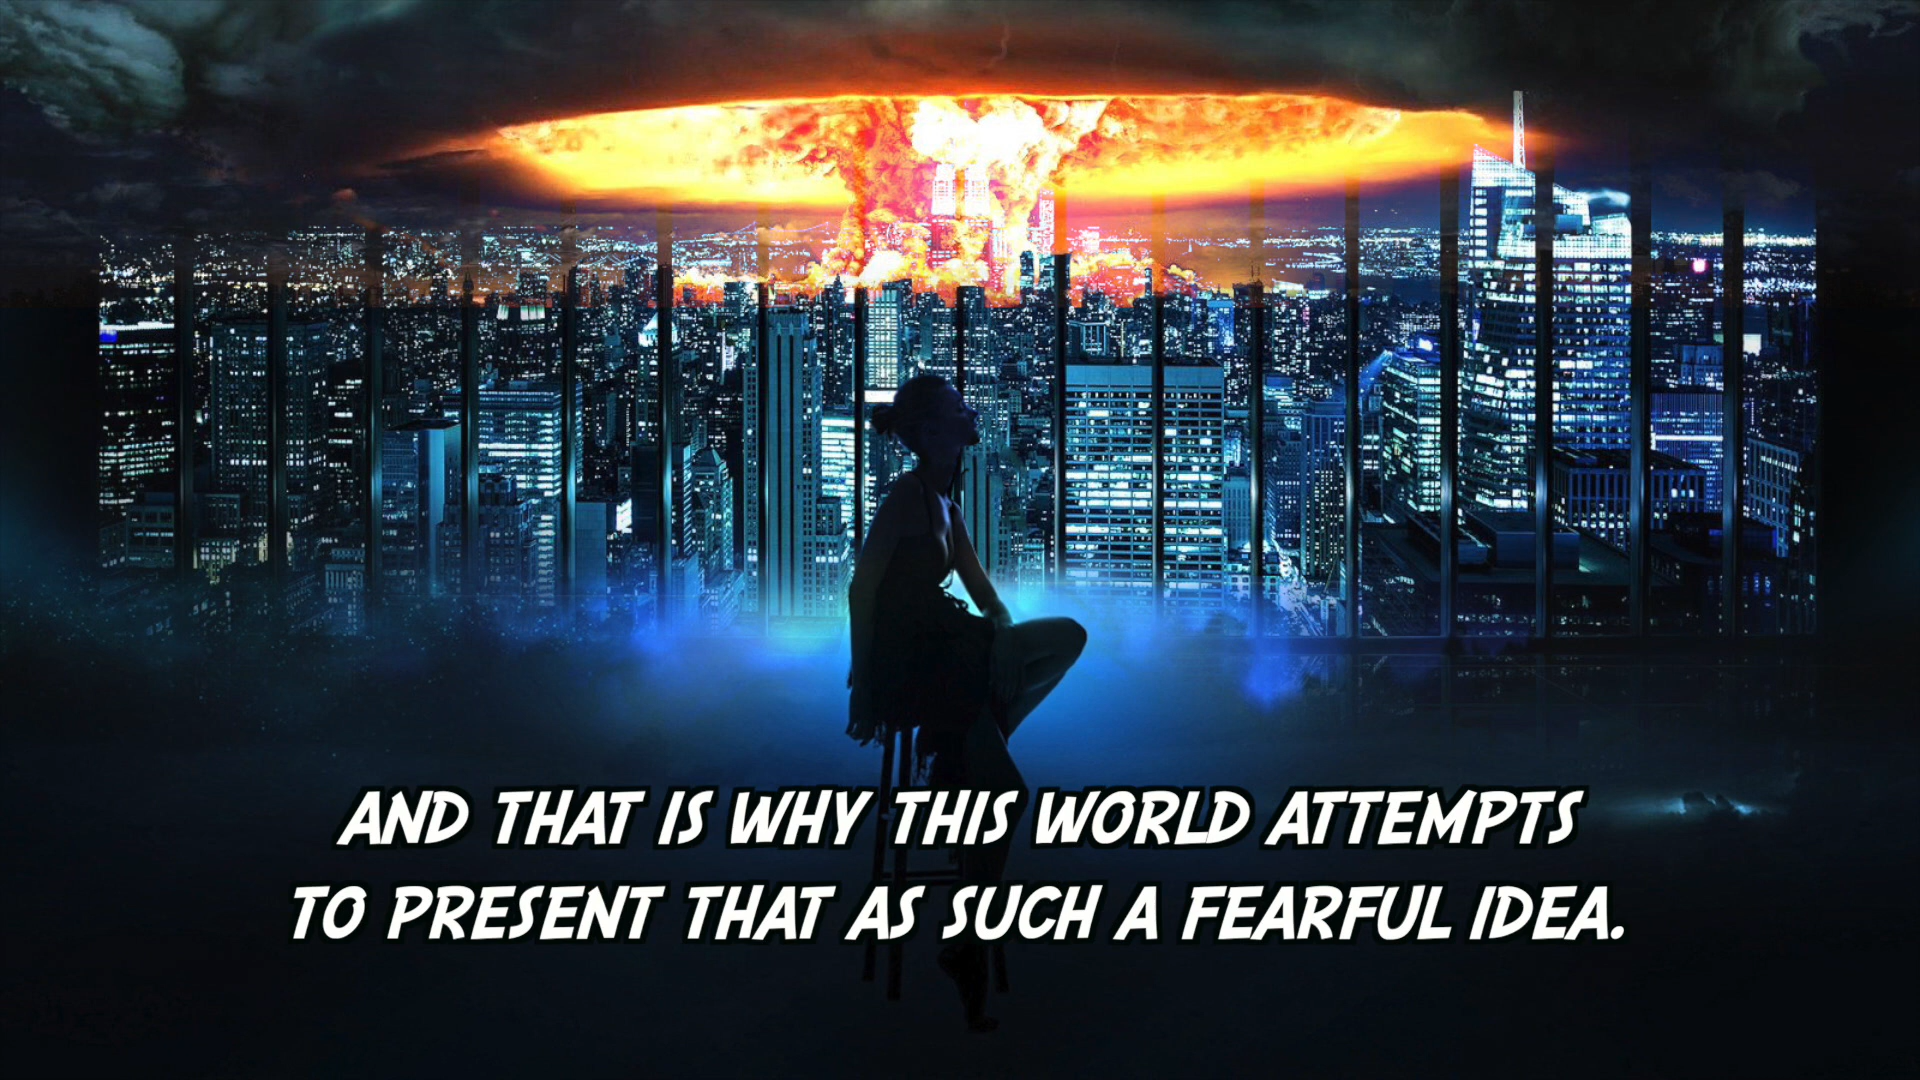 AND THAT IS WHY THIS WORLD ATTEMPTS
TO PRESENT THAT AS SUCH A FEARFUL IDEA.